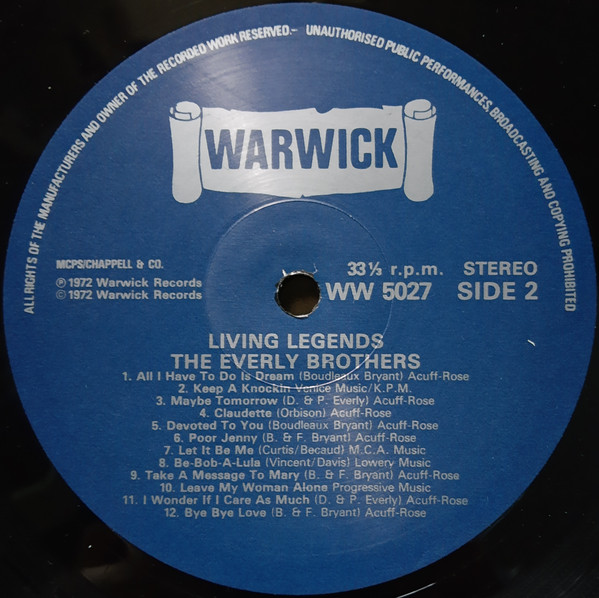 ALL RIGHTS OF THE MANUFACTURERS AND OWNER OF THE RECORDED WORK RESERVED.- UNAUTHORISED PUBLIC PERFORMANCES, BROADCASTING AND COPYING PROHIBITED
WARWICK
MCPS/CHAPPELL & CO.
℗ 1972 Warwick Records
© 1972 Warwick Records
33⅓ r.p.m. STEREO
WW 5027 SIDE 2
LIVING LEGENDS
THE EVERLY BROTHERS
1. All I Have To Do Is Dream (Boudleaux Bryant) Acuff-Rose
2. Keep A Knockin Venice Music/K.P.M.
3. Maybe Tomorrow (D. & P. Everly) Acuff-Rose
4. Claudette (Orbison) Acuff-Rose
5. Devoted To You (Boudleaux Bryant) Acuff-Rose
6. Poor Jenny (B. & F. Bryant) Acuff-Rose
7. Let It Be Me (Curtis/Becaud) M.C.A. Music
8. Be-Bob-A-Lula (Vincent/Davis) Lowery Music
9. Take A Message To Mary (B. & F. Bryant) Acuff-Rose
10. Leave My Woman Alone Progressive Music
11. I Wonder If I Care As Much (D. & P. Everly) Acuff-Rose
12. Bye Bye Love (B. & F. Bryant) Acuff-Rose